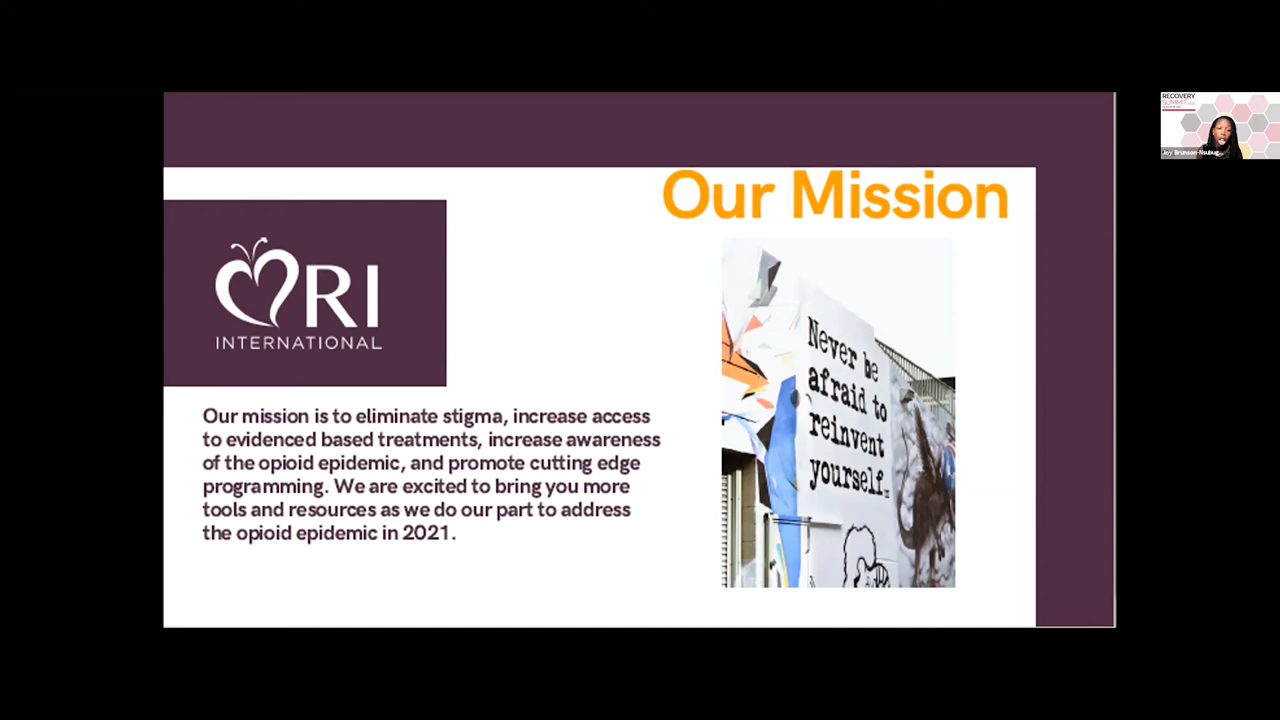 Our Mission
RI
INTERNATIONAL
Our mission is to eliminate stigma, increase access
to evidenced based treatments, increase awareness
of the opioid epidemic, and promote cutting edge
programming. We are excited to bring you more
tools and resources as we do our part to address
the opioid epidemic in 2021.
Never be
afraid to
reinvent
yourself.
RECOVERY
SUMMIT
Joy Brunson-Nsubug